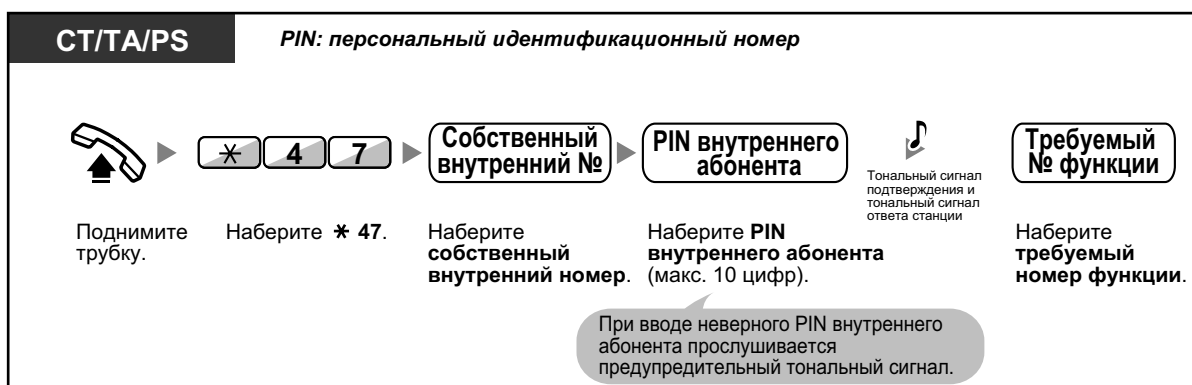 CT/TA/PS
PIN: персональный идентификационный номер
✳ 4 7
Собственный
внутренний №
PIN внутреннего
абонента
Тональный сигнал
подтверждения и
тональный сигнал
ответа станции
Требуемый
№ функции
Поднимите
трубку.
Наберите ✳ 47.
Наберите
собственный
внутренний номер.
Наберите PIN
внутреннего абонента
(макс. 10 цифр).
Наберите
требуемый
номер функции.
При вводе неверного PIN внутреннего
абонента прослушивается
предупредительный тональный сигнал.